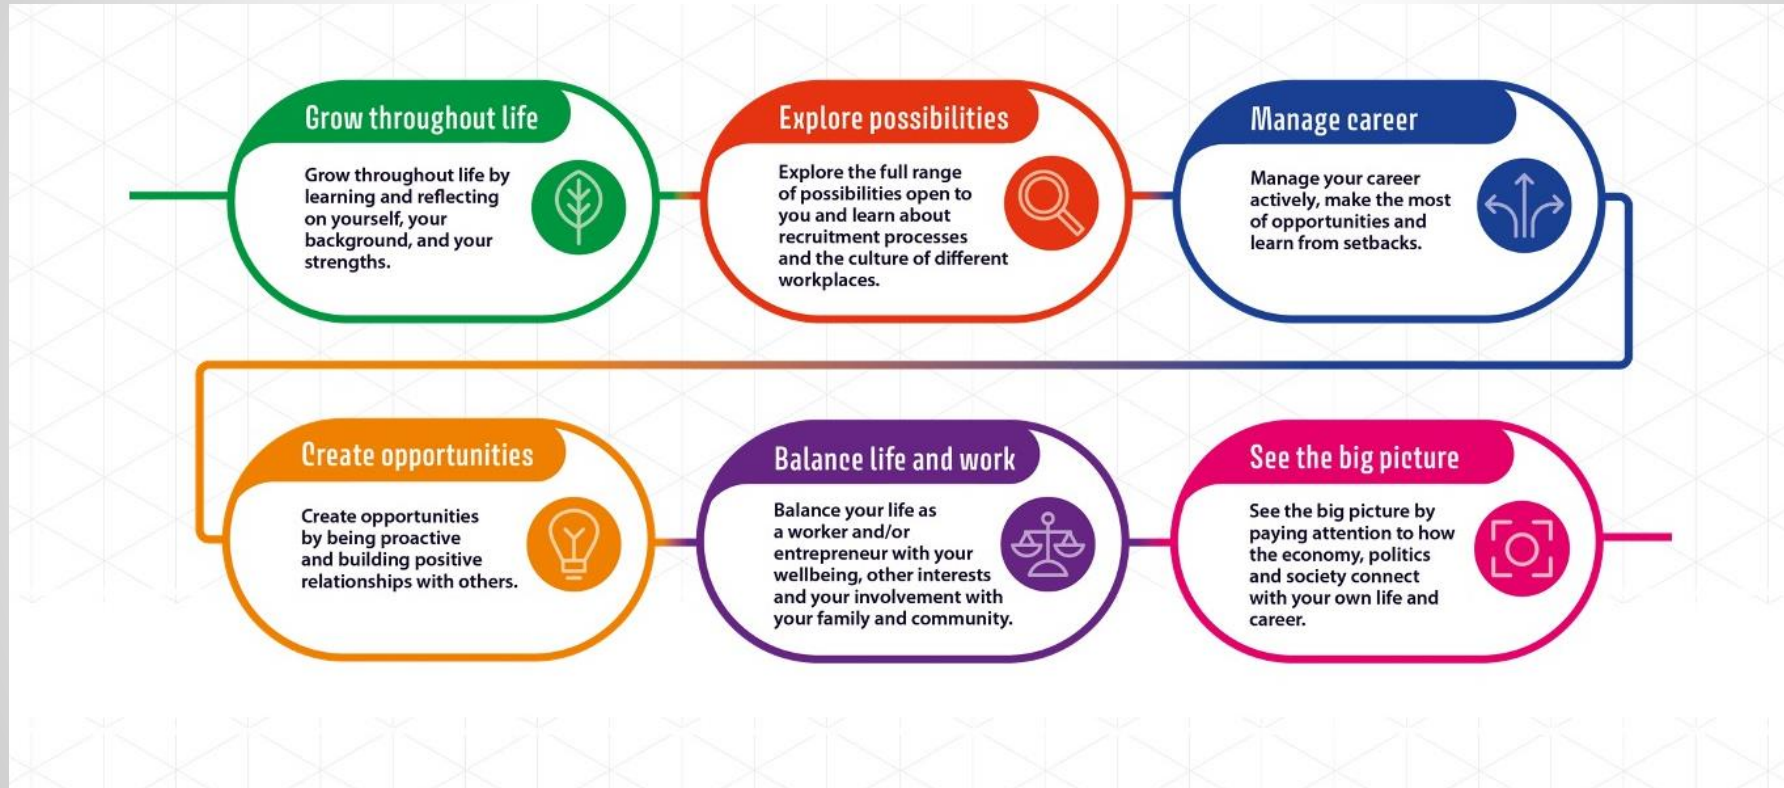 Grow throughout life
Grow throughout life by
learning and reflecting
on yourself, your
background, and your
strengths.
Explore possibilities
Explore the full range
of possibilities open to
you and learn about
recruitment processes
and the culture of different
workplaces.
Manage career
Manage your career
actively, make the most
of opportunities and
learn from setbacks.
Create opportunities
Create opportunities
by being proactive
and building positive
relationships with others.
Balance life and work
Balance your life as
a worker and/or
entrepreneur with your
wellbeing, other interests
and your involvement with
your family and community.
See the big picture
See the big picture by
paying attention to how
the economy, politics
and society connect
with your own life and
career.